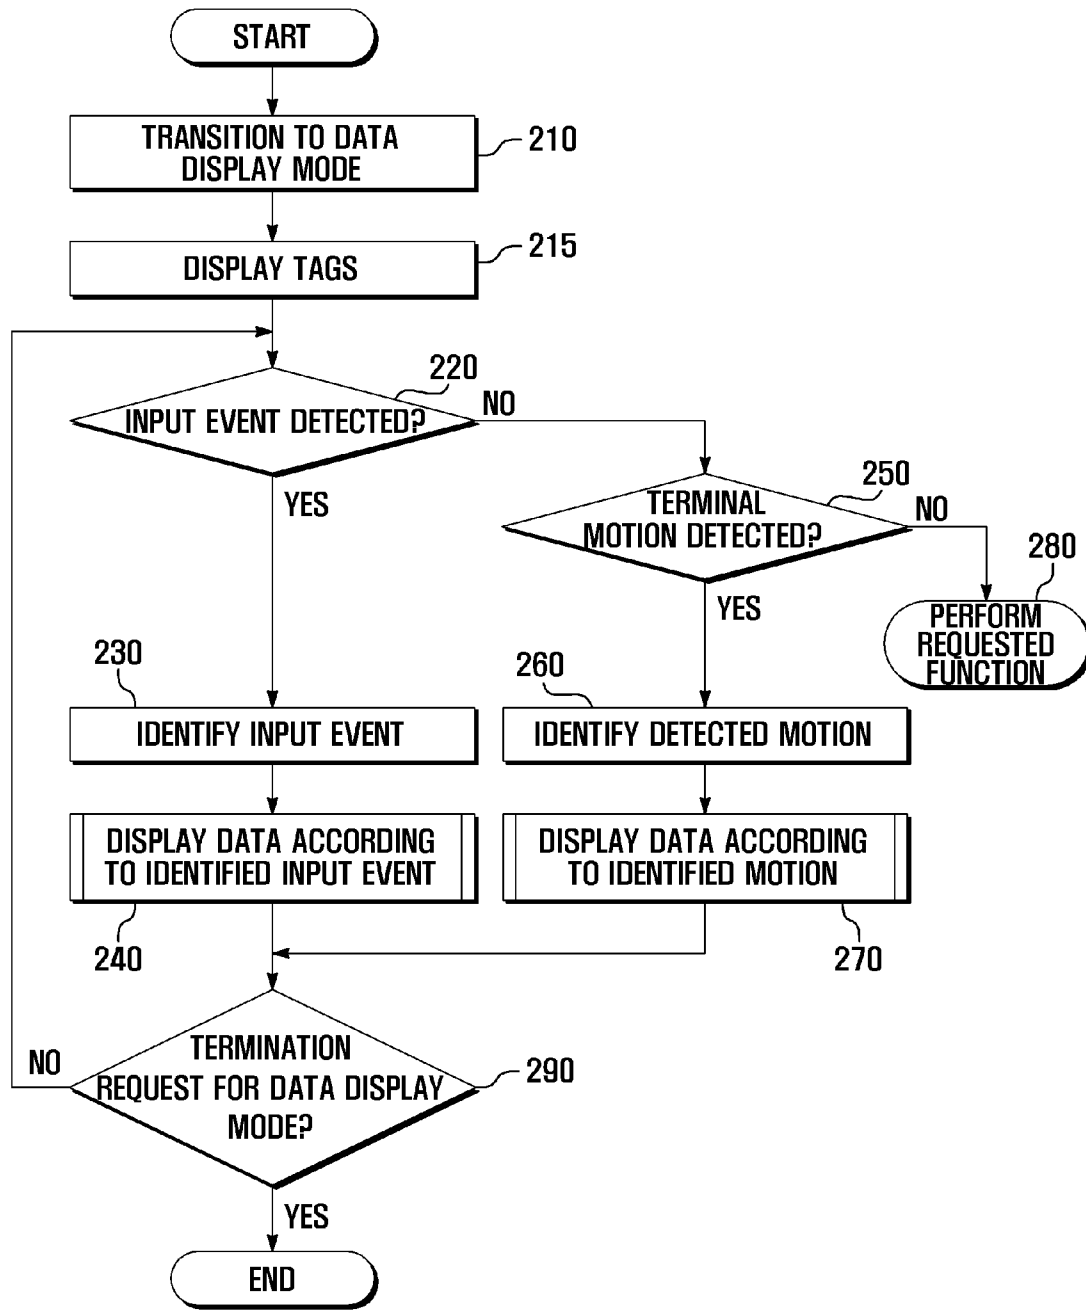 START
TRANSITION TO DATA
DISPLAY MODE
210
DISPLAY TAGS
215
220
INPUT EVENT DETECTED?
NO
YES
250
TERMINAL
MOTION DETECTED?
NO
YES
280
PERFORM
REQUESTED
FUNCTION
230
IDENTIFY INPUT EVENT
260
IDENTIFY DETECTED MOTION
DISPLAY DATA ACCORDING
TO IDENTIFIED INPUT EVENT
240
DISPLAY DATA ACCORDING
TO IDENTIFIED MOTION
270
TERMINATION
REQUEST FOR DATA DISPLAY
MODE?
290
NO
YES
END